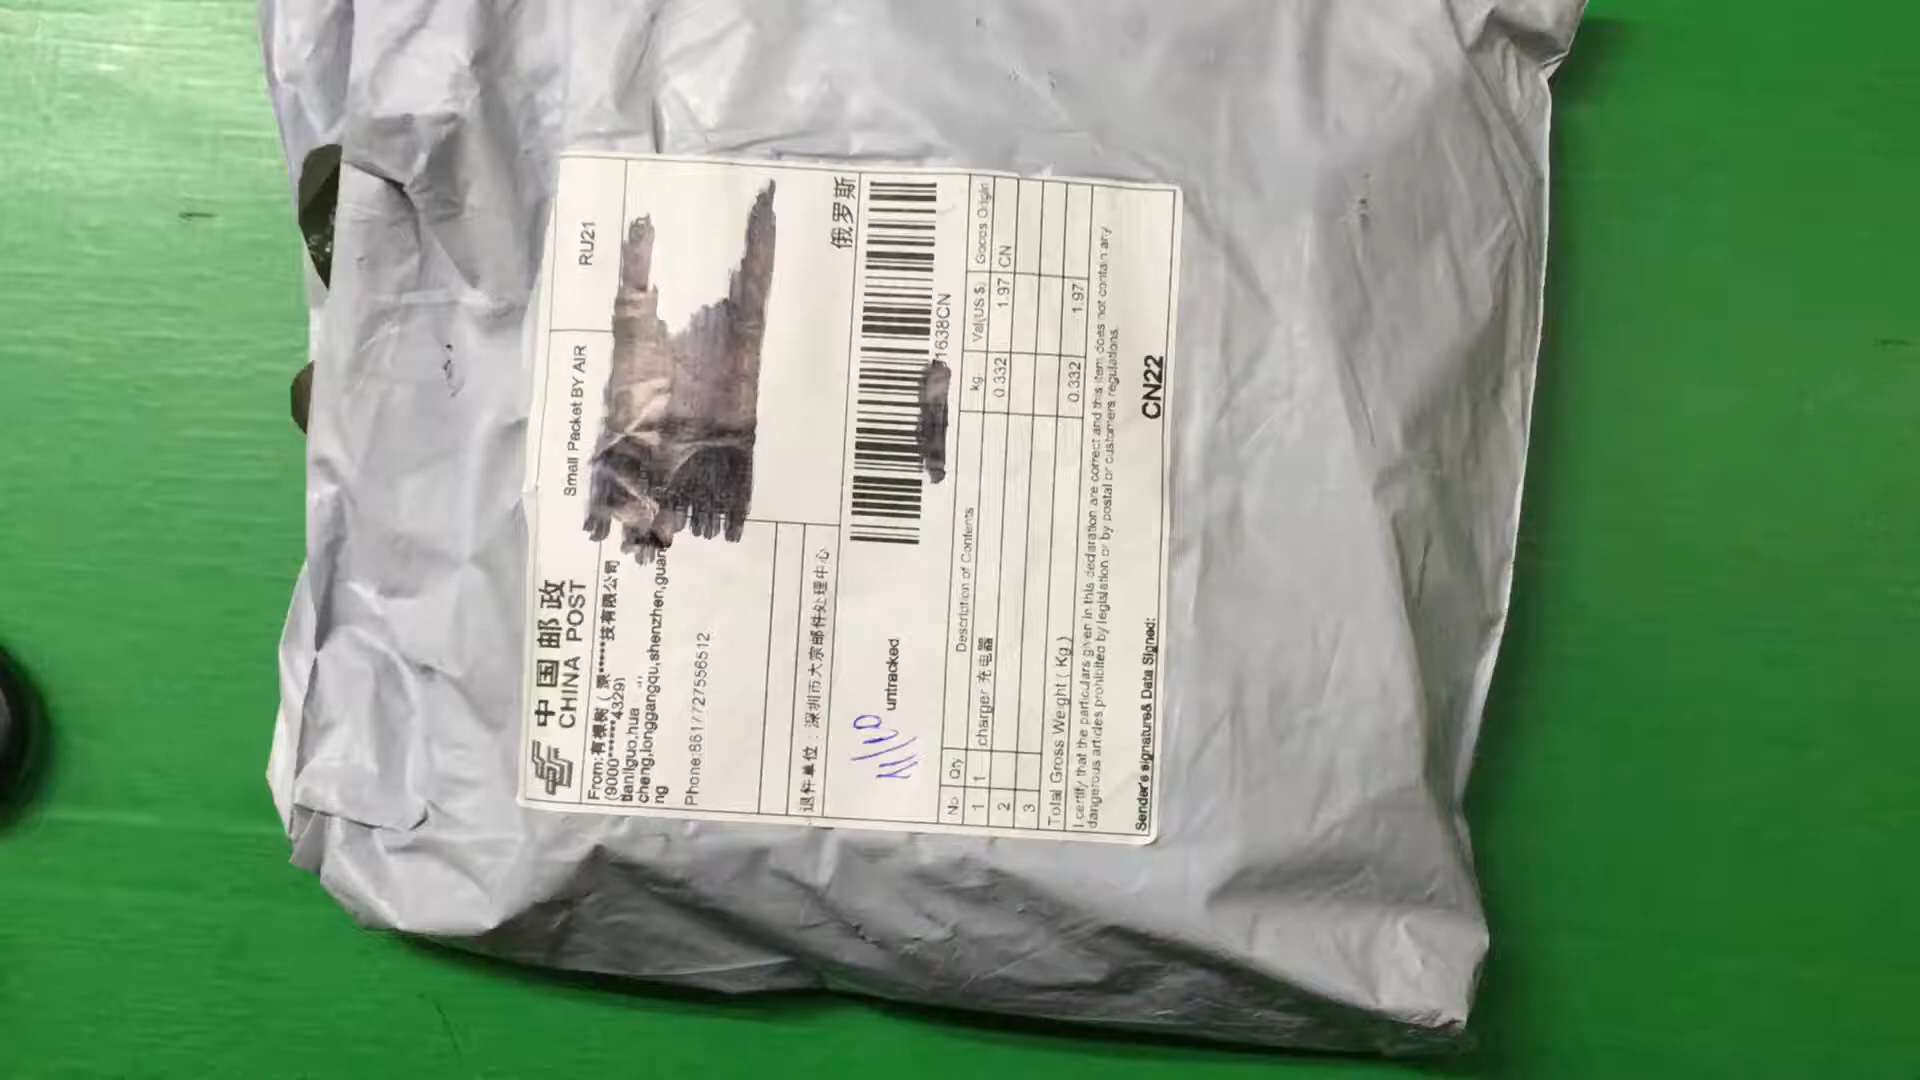 中国邮政
CHINA POST
Small Packet BY AIR
RU21
From:有棵树(深******技有限公司
(9000*******4329)
cheng,longgangqu,shenzhen,guan
ng
Phone:8617727556512
退件单位:深圳市大宗邮件处理中心
俄罗斯
untracked
1638CN
No Qty Description of Contents kg. Val(US $) Goods Origin
1 1 charger 充电器 0.332 1.97 CN
2
3
Total Gross Weight (Kg) 0.332 1.97
I certify that the particulars given in this declaration are correct and this item does not contain any
dangerous articles prohibited by legislation or by postal or customers regulations.
Sender's signature& Data Signed:
CN22